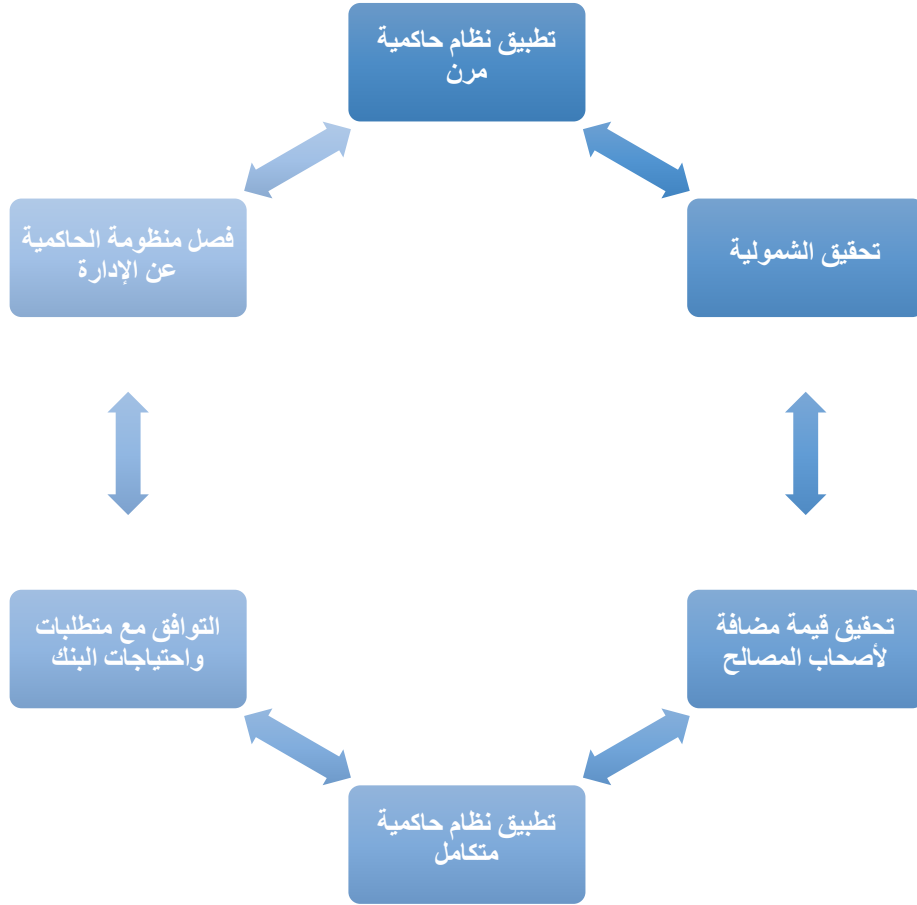 تطبيق نظام حاكمية
مرن
تحقيق الشمولية
تحقيق قيمة مضافة
لأصحاب المصالح
تطبيق نظام حاكمية
متكامل
التوافق مع متطلبات
واحتياجات البنك
فصل منظومة الحاكمية
عن الإدارة